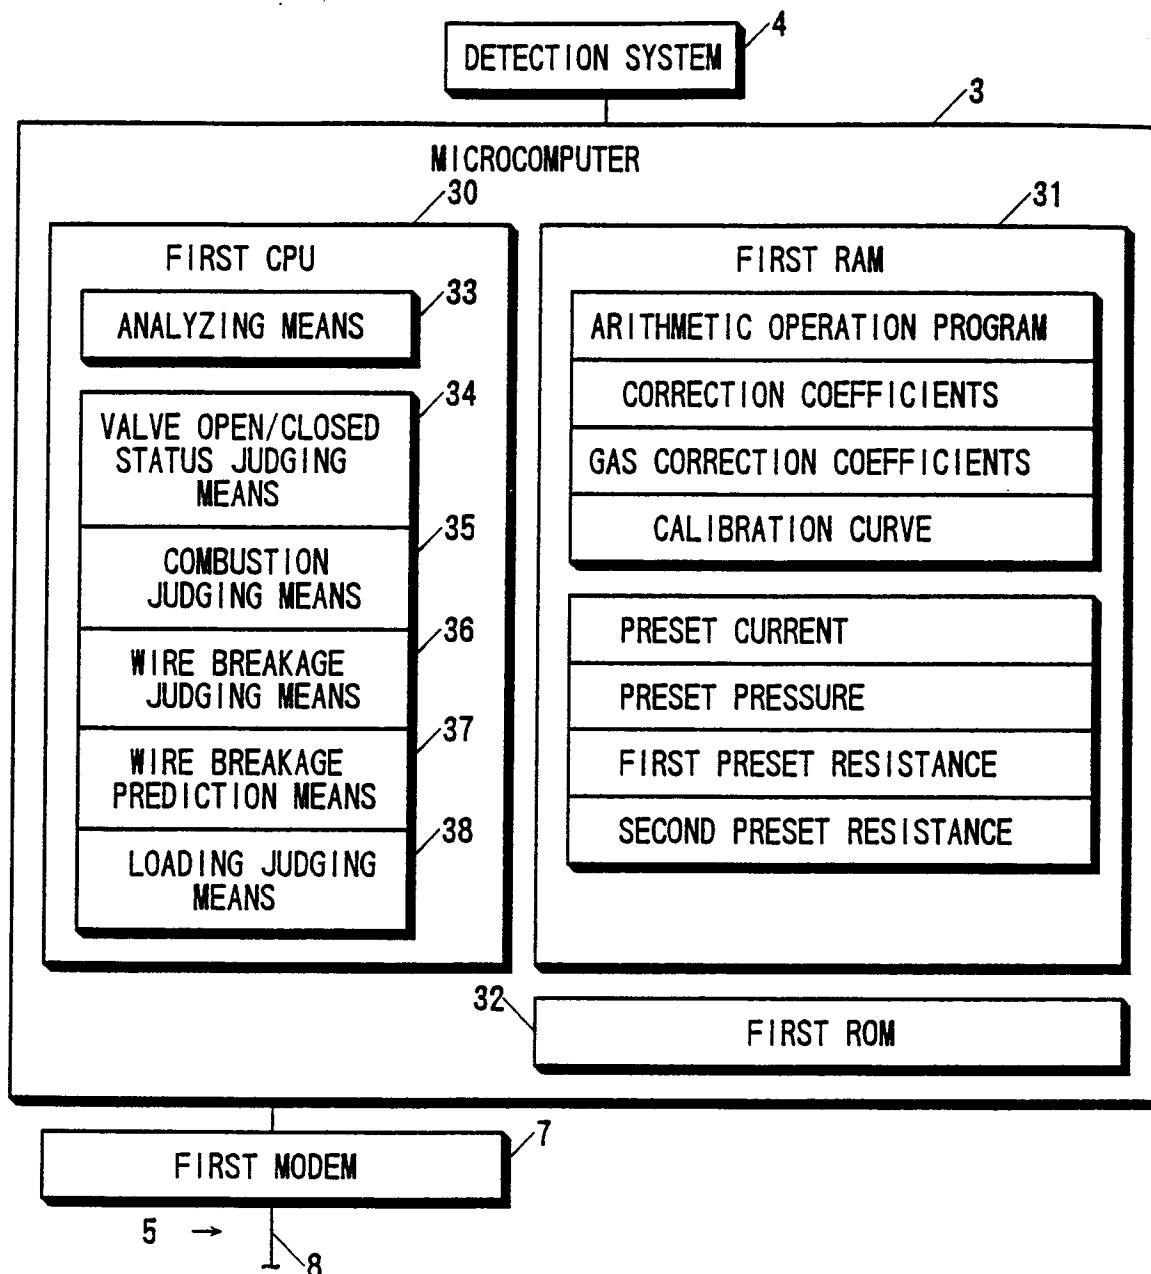 4
DETECTION SYSTEM
3
MICROCOMPUTER
30
FIRST CPU
33
ANALYZING MEANS
34
VALVE OPEN/CLOSED
STATUS JUDGING
MEANS
35
COMBUSTION
JUDGING MEANS
36
WIRE BREAKAGE
JUDGING MEANS
37
WIRE BREAKAGE
PREDICTION MEANS
38
LOADING JUDGING
MEANS
31
FIRST RAM
ARITHMETIC OPERATION PROGRAM
CORRECTION COEFFICIENTS
GAS CORRECTION COEFFICIENTS
CALIBRATION CURVE
PRESET CURRENT
PRESET PRESSURE
FIRST PRESET RESISTANCE
SECOND PRESET RESISTANCE
32
FIRST ROM
7
FIRST MODEM
5 →
8